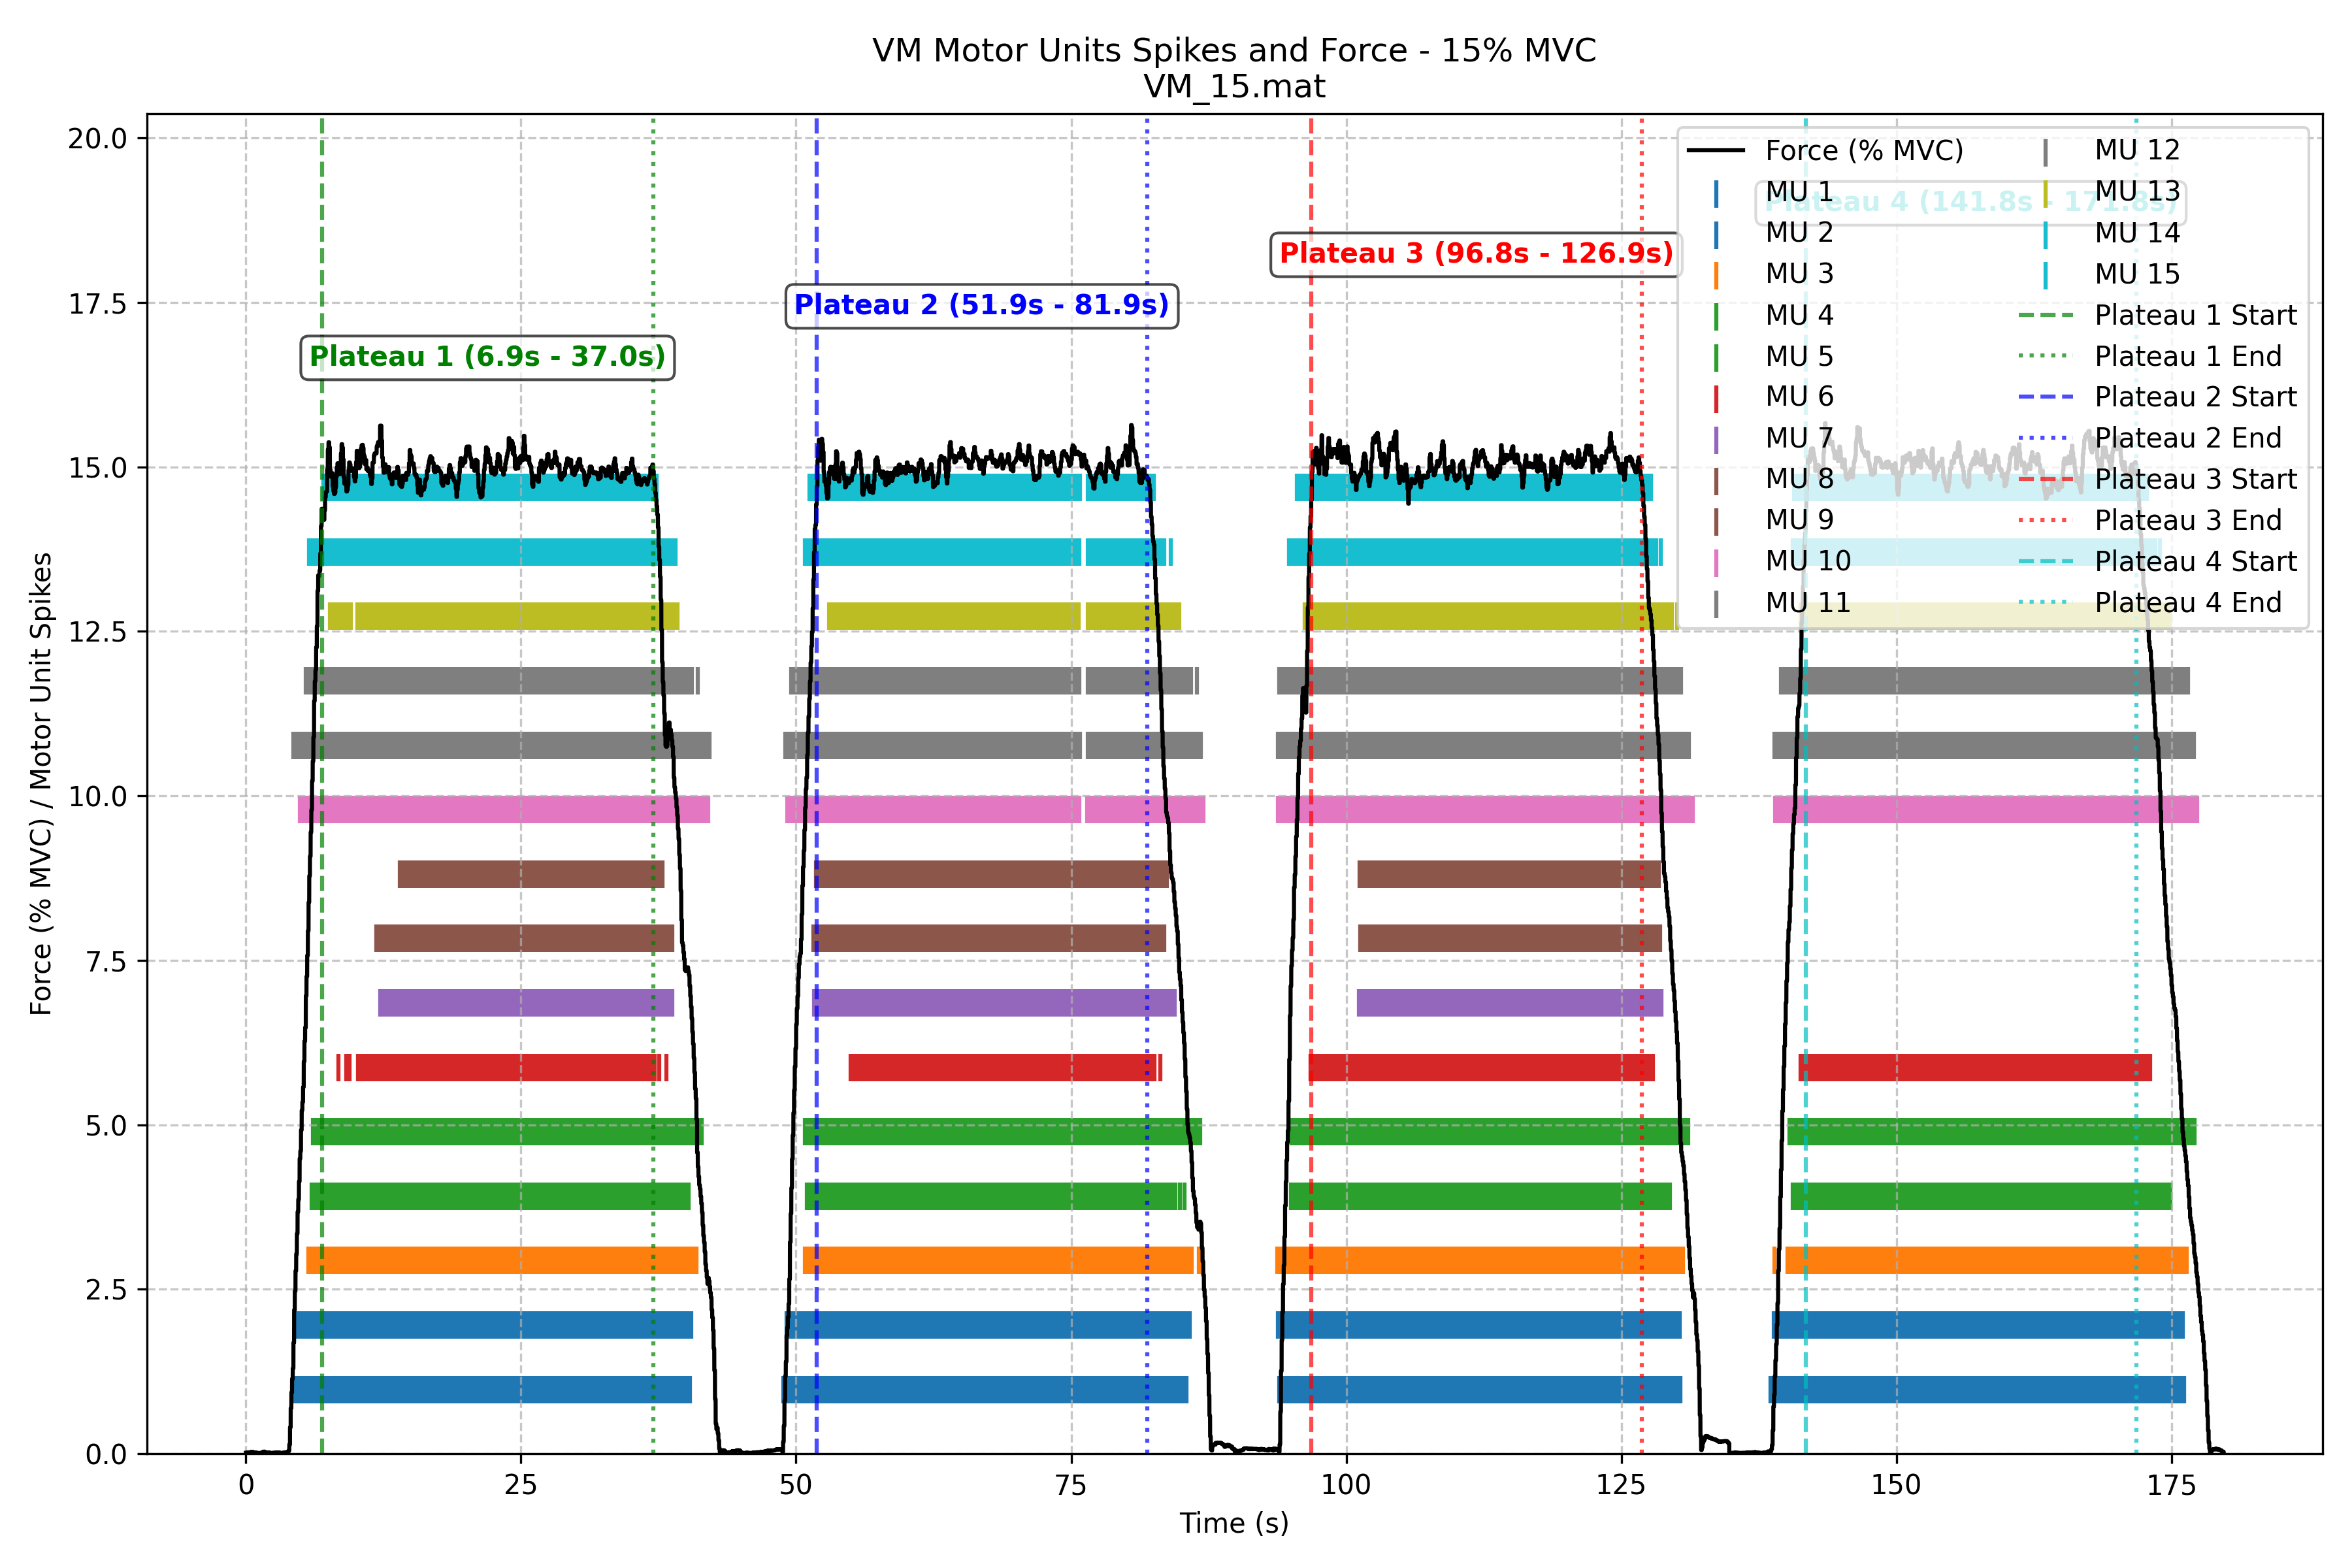 VM Motor Units Spikes and Force - 15% MVC
VM_15.mat
Force (% MVC) / Motor Unit Spikes
20.0
17.5
15.0
12.5
10.0
7.5
5.0
2.5
0.0
Plateau 1 (6.9s - 37.0s)
Plateau 2 (51.9s - 81.9s)
Plateau 3 (96.8s - 126.9s)
Plateau 4 (141.8s - 171.8s)
Force (% MVC)
MU 1
MU 2
MU 3
MU 4
MU 5
MU 6
MU 7
MU 8
MU 9
MU 10
MU 11
MU 12
MU 13
MU 14
MU 15
Plateau 1 Start
Plateau 1 End
Plateau 2 Start
Plateau 2 End
Plateau 3 Start
Plateau 3 End
Plateau 4 Start
Plateau 4 End
0
25
50
75
100
125
150
175
Time (s)